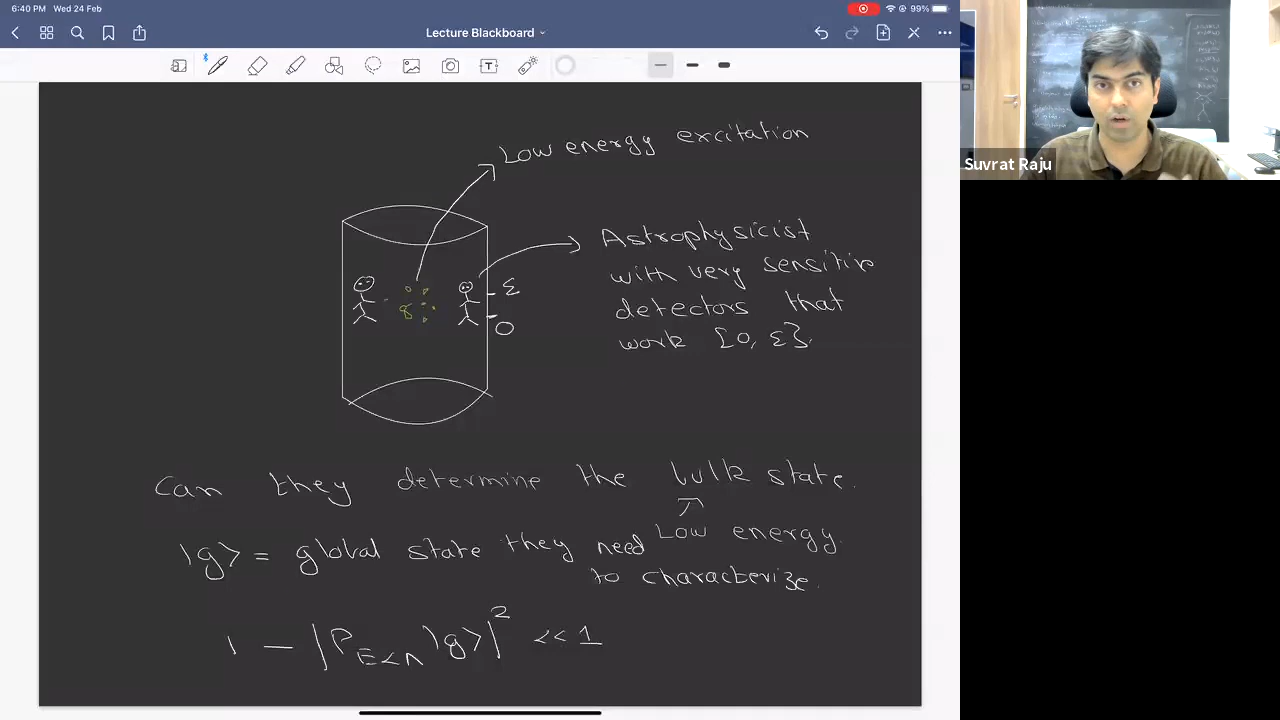 6:40 PM Wed 24 Feb
99%
Lecture Blackboard
T
Low energy excitation
Astrophysicist
with very sensitive
detectors that
work {0, ε}.
ε
0
Can they determine the bulk state.
Low energy.
|g> = global state they need
to characterize.
1 - |P_{E<Λ} |g>|² << 1
Suvrat Raju